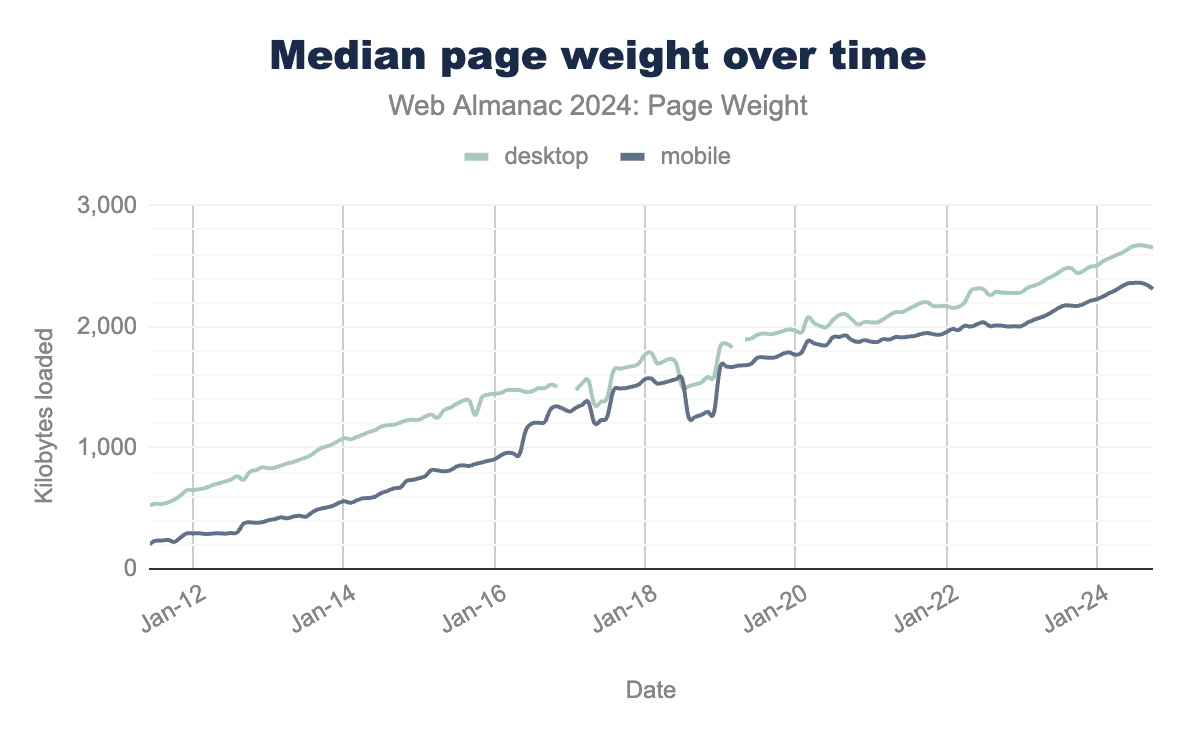 Median page weight over time
Web Almanac 2024: Page Weight
desktop mobile
3,000
2,000
1,000
0
Kilobytes loaded
Jan-12 Jan-14 Jan-16 Jan-18 Jan-20 Jan-22 Jan-24
Date